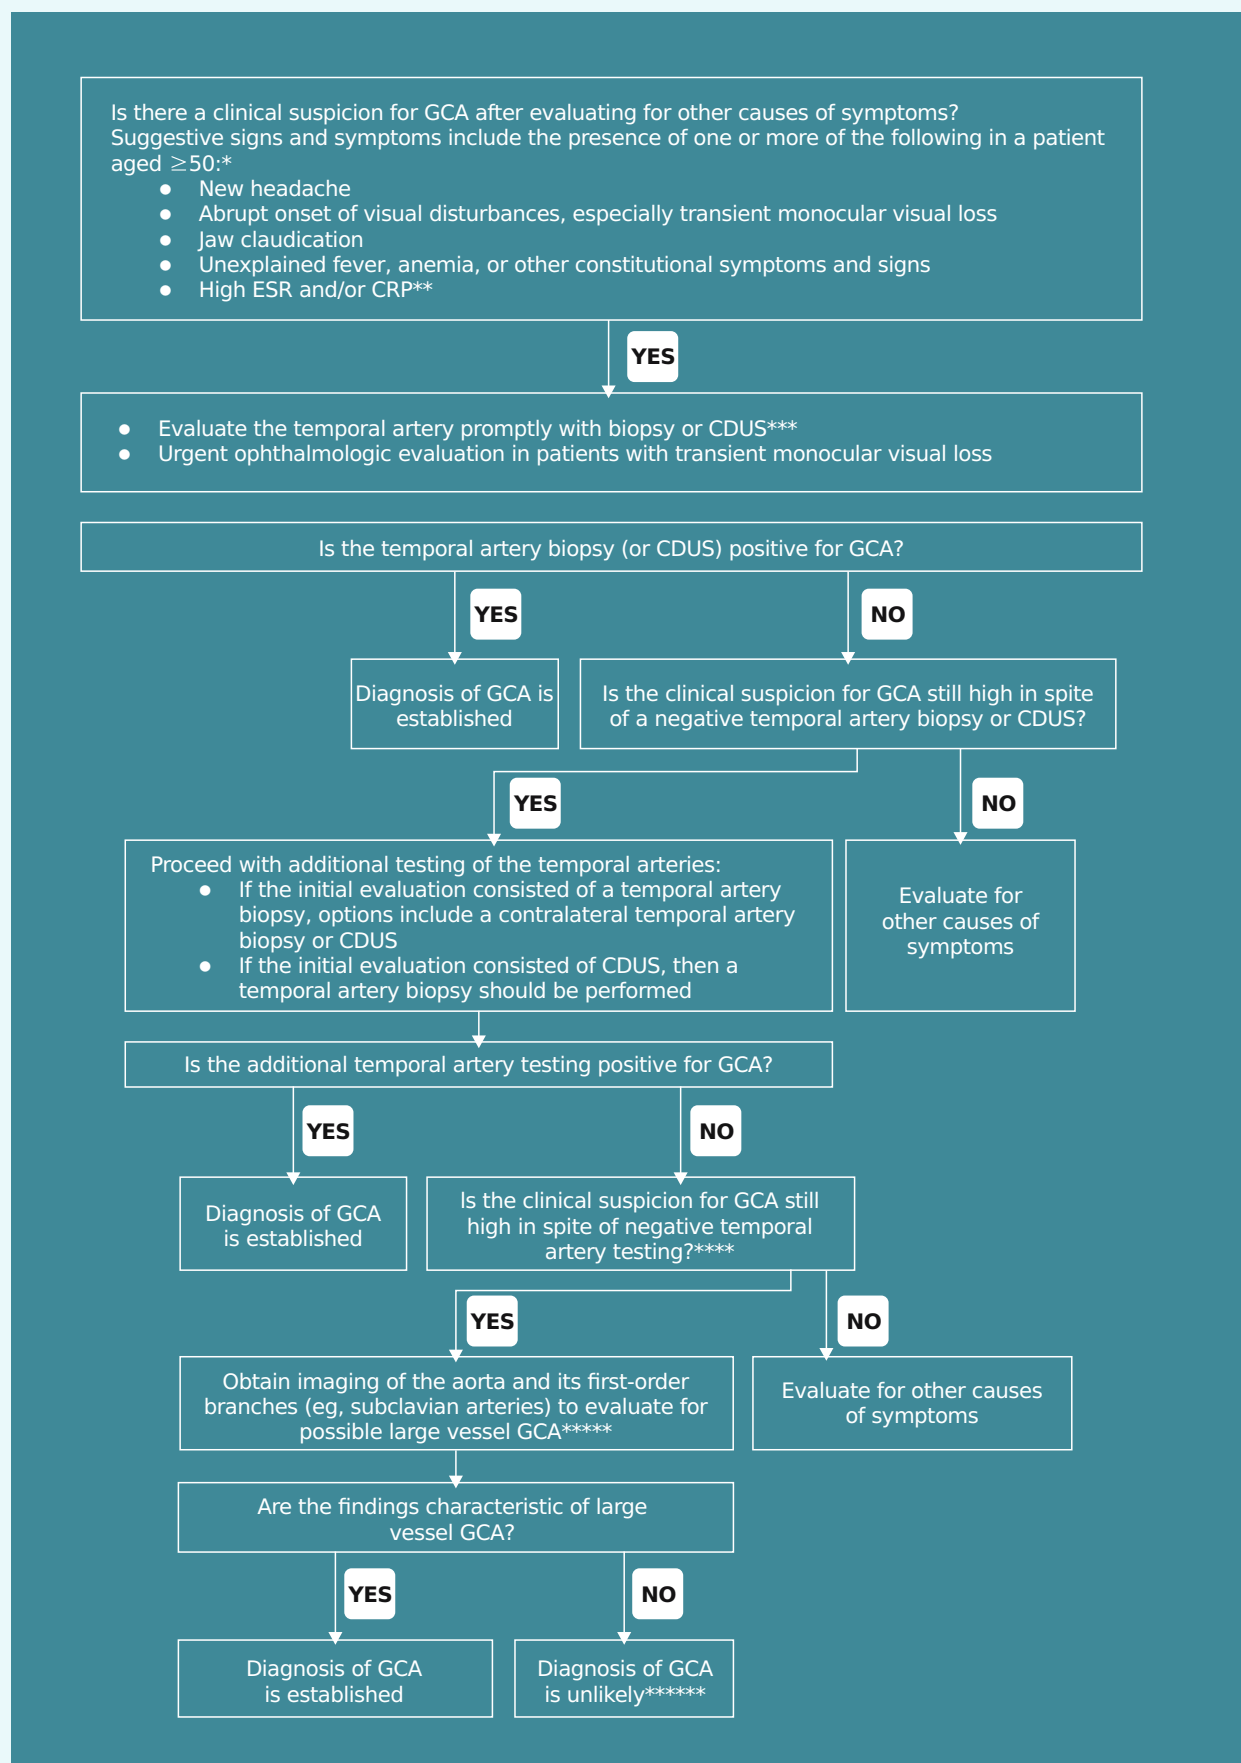 Is there a clinical suspicion for GCA after evaluating for other causes of symptoms?
Suggestive signs and symptoms include the presence of one or more of the following in a patient
aged ≥50:*
● New headache
● Abrupt onset of visual disturbances, especially transient monocular visual loss
● Jaw claudication
● Unexplained fever, anemia, or other constitutional symptoms and signs
● High ESR and/or CRP**
YES
● Evaluate the temporal artery promptly with biopsy or CDUS***
● Urgent ophthalmologic evaluation in patients with transient monocular visual loss
Is the temporal artery biopsy (or CDUS) positive for GCA?
YES
NO
Diagnosis of GCA is
established
Is the clinical suspicion for GCA still high in spite
of a negative temporal artery biopsy or CDUS?
YES
NO
Proceed with additional testing of the temporal arteries:
● If the initial evaluation consisted of a temporal artery
biopsy, options include a contralateral temporal artery
biopsy or CDUS
● If the initial evaluation consisted of CDUS, then a
temporal artery biopsy should be performed
Evaluate for
other causes of
symptoms
Is the additional temporal artery testing positive for GCA?
YES
NO
Diagnosis of GCA
is established
Is the clinical suspicion for GCA still
high in spite of negative temporal
artery testing?****
YES
NO
Obtain imaging of the aorta and its first-order
branches (eg, subclavian arteries) to evaluate for
possible large vessel GCA*****
Evaluate for other causes
of symptoms
Are the findings characteristic of large
vessel GCA?
YES
NO
Diagnosis of GCA
is established
Diagnosis of GCA
is unlikely******